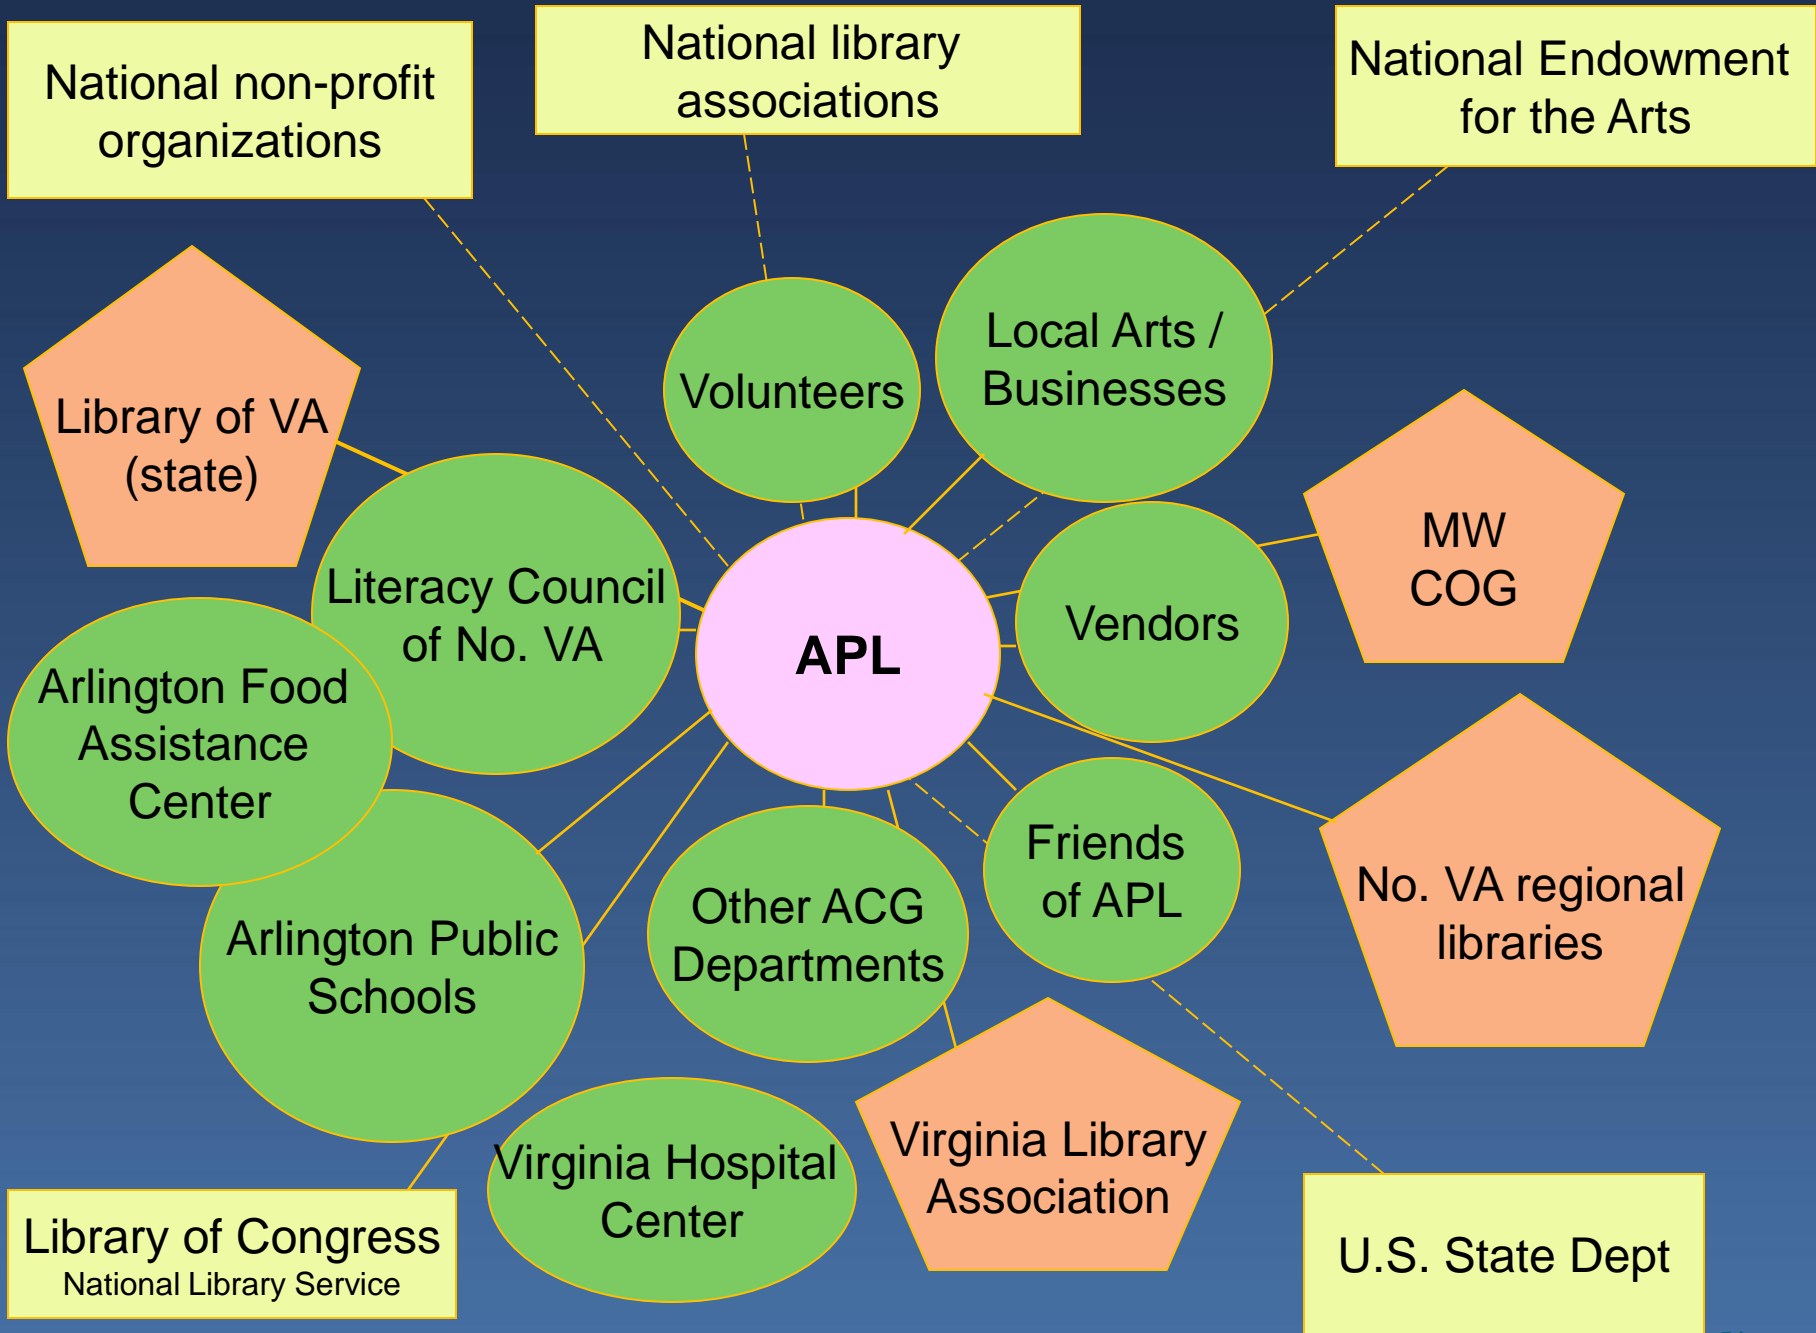 National non-profit
organizations
National library
associations
National Endowment
for the Arts
Library of VA
(state)
Volunteers
Local Arts /
Businesses
MW
COG
Literacy Council
of No. VA
APL
Vendors
Arlington Food
Assistance
Center
Arlington Public
Schools
Other ACG
Departments
Friends
of APL
No. VA regional
libraries
Virginia Hospital
Center
Virginia Library
Association
Library of Congress
National Library Service
U.S. State Dept